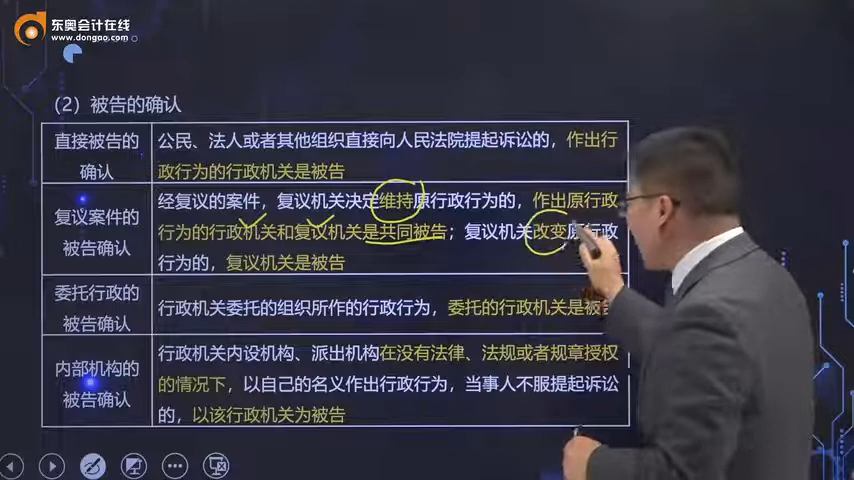 东奥会计在线
www.dongao.com
(2) 被告的确认
直接被告的
确认
公民、法人或者其他组织直接向人民法院提起诉讼的，作出行
政行为的行政机关是被告
复议案件的
被告确认
经复议的案件，复议机关决定维持原行政行为的，作出原行政
行为的行政机关和复议机关是共同被告；复议机关改变原行政
行为的，复议机关是被告
委托行政的
被告确认
行政机关委托的组织所作的行政行为，委托的行政机关是被告
内部机构的
被告确认
行政机关内设机构、派出机构在没有法律、法规或者规章授权
的情况下，以自己的名义作出行政行为，当事人不服提起诉讼
的，以该行政机关为被告